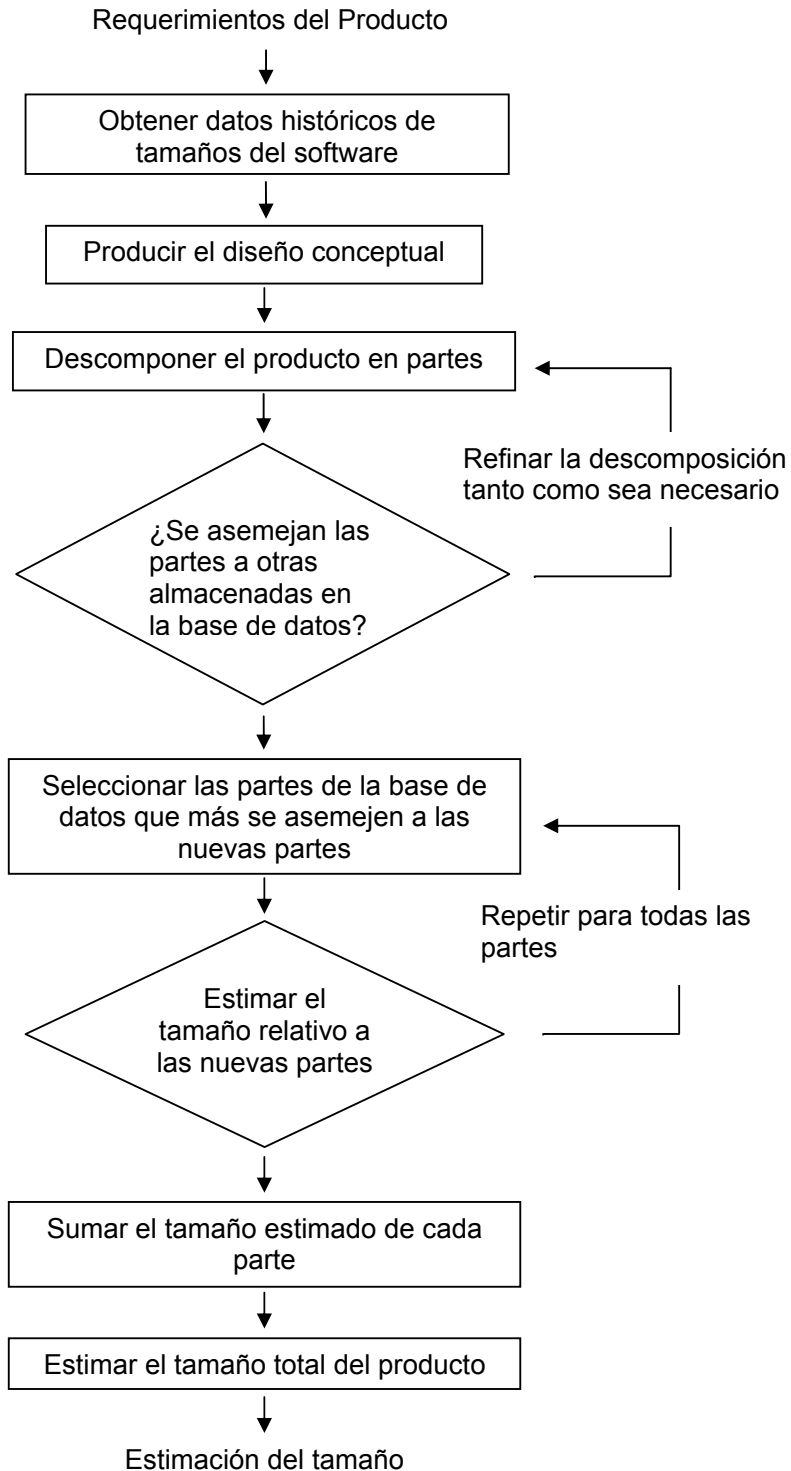 Requerimientos del Producto
Obtener datos históricos de
tamaños del software
Producir el diseño conceptual
Descomponer el producto en partes
Refinar la descomposición
tanto como sea necesario
¿Se asemejan las
partes a otras
almacenadas en
la base de datos?
Seleccionar las partes de la base de
datos que más se asemejen a las
nuevas partes
Repetir para todas las
partes
Estimar el
tamaño relativo a
las nuevas partes
Sumar el tamaño estimado de cada
parte
Estimar el tamaño total del producto
Estimación del tamaño